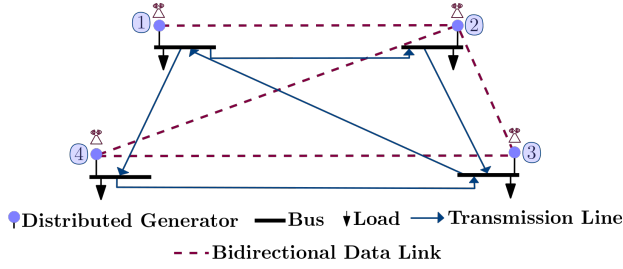 1
2
4
3
Distributed Generator Bus Load Transmission Line
Bidirectional Data Link